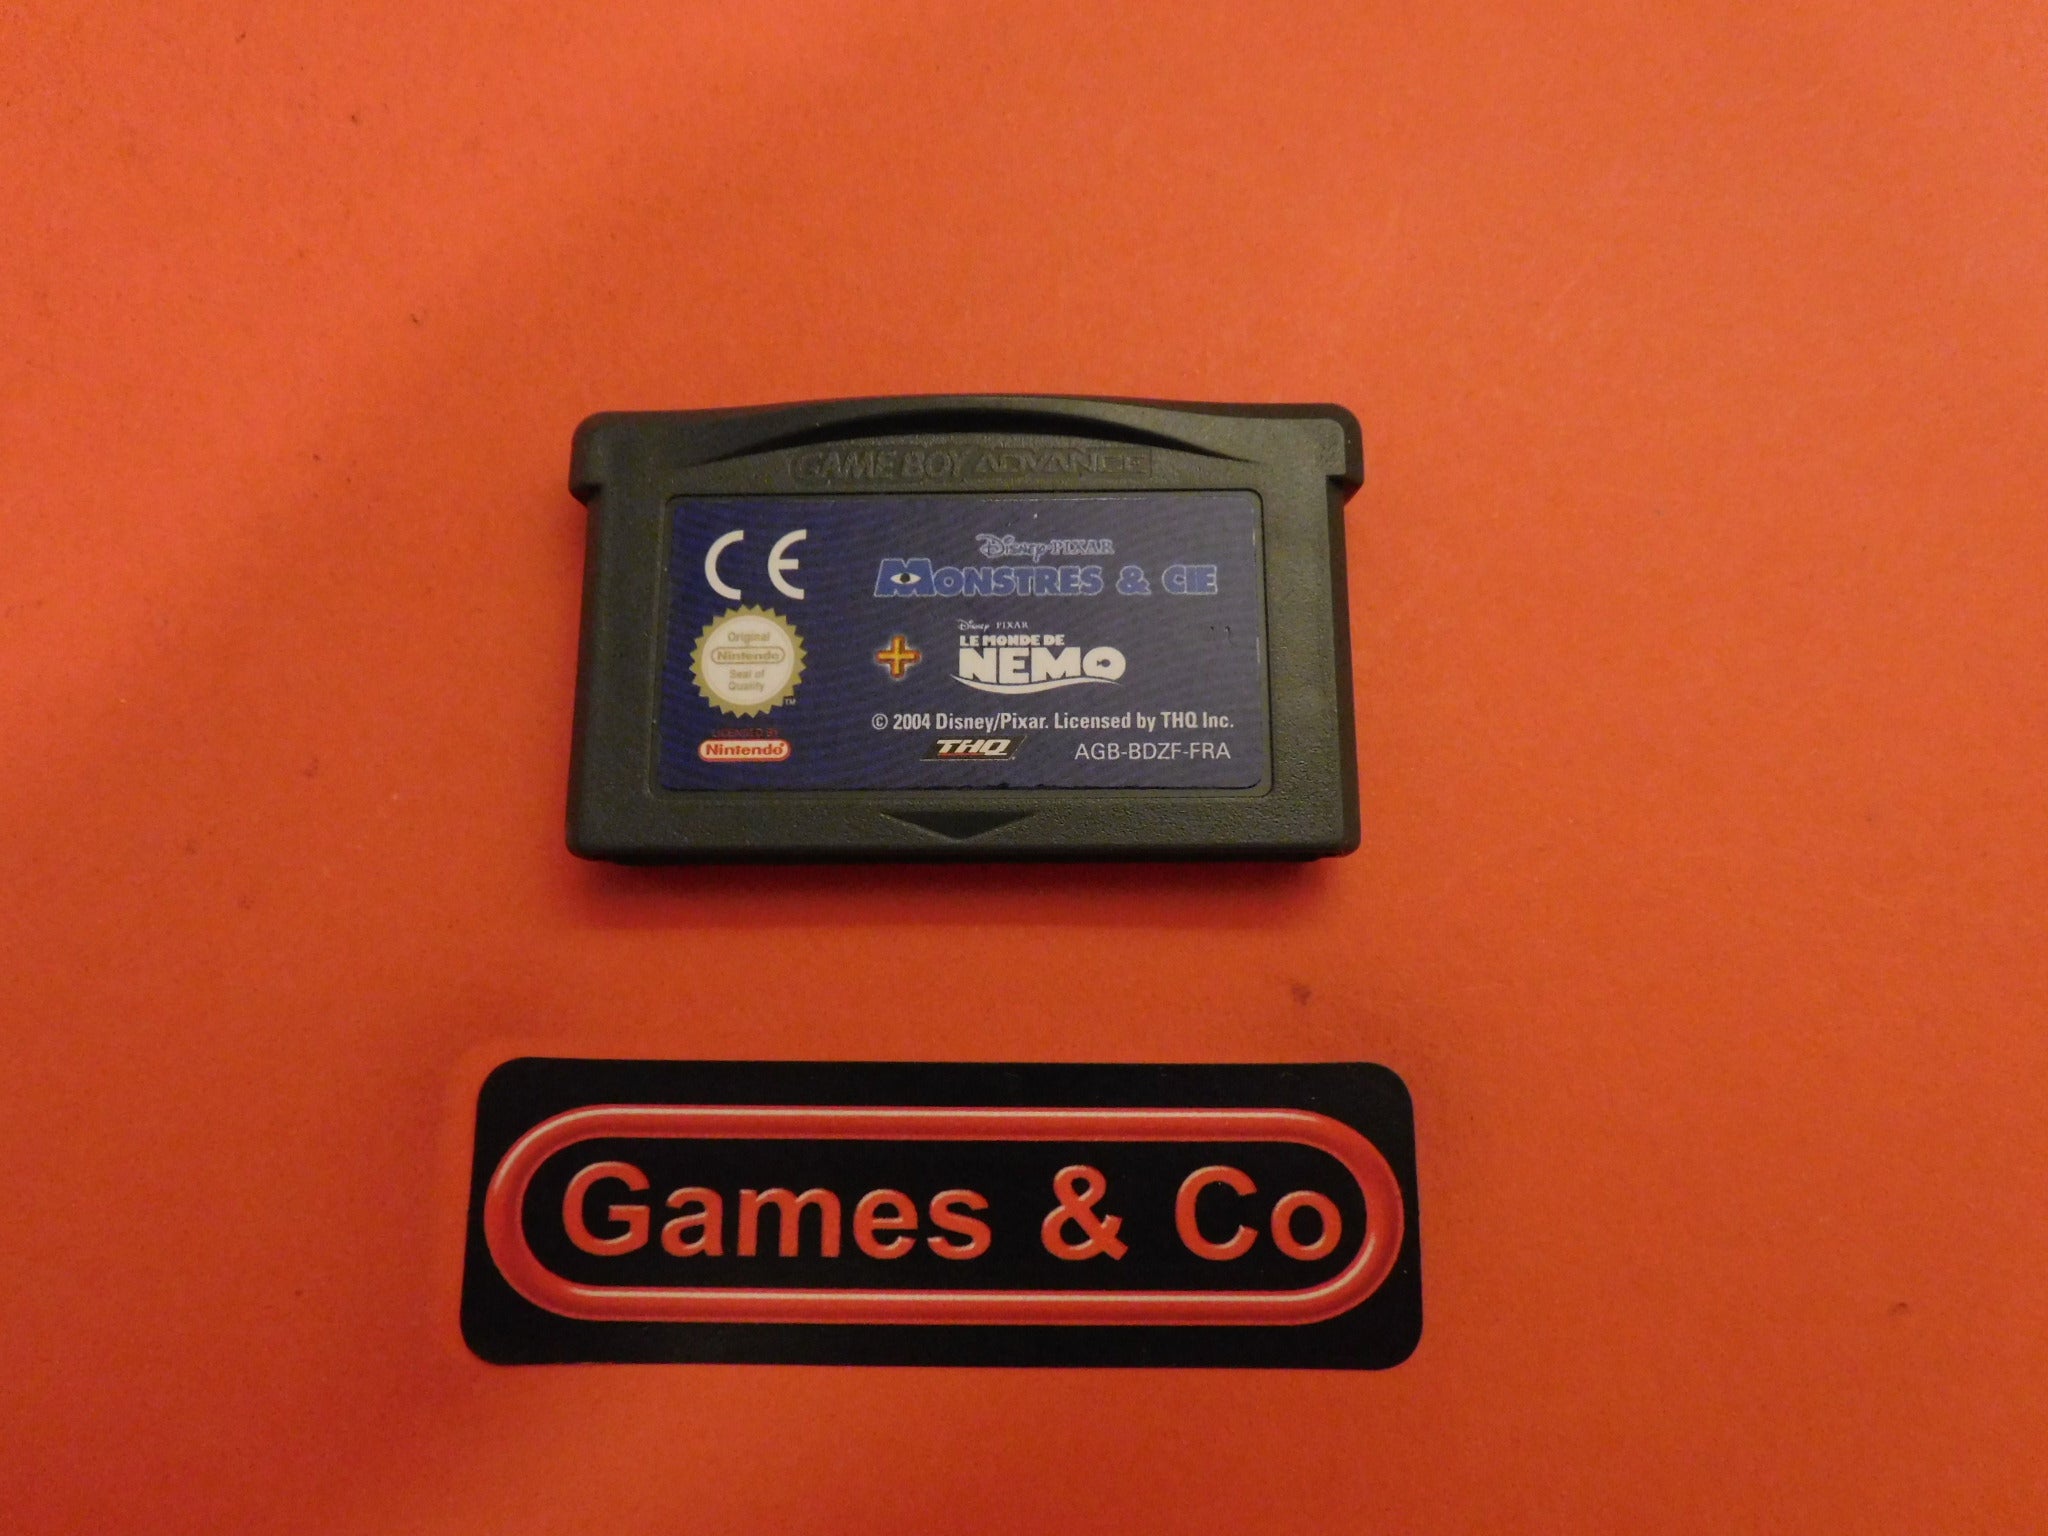 GAME BOY ADVANCE
CE
Original
Nintendo
Seal of
Quality
TM
LICENSED BY
Nintendo
Disney·PIXAR
MONSTRES & CIE
+
Disney PIXAR
LE MONDE DE
NEMO
© 2004 Disney/Pixar. Licensed by THQ Inc.
THQ
AGB-BDZF-FRA
Games & Co